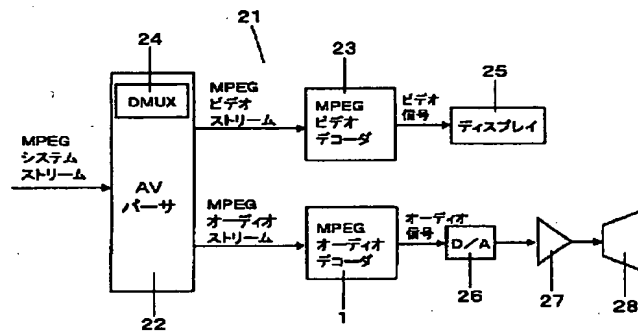 21
24
DMUX
MPEG
システム
ストリーム
AV
パーサ
22
MPEG
ビデオ
ストリーム
23
MPEG
ビデオ
デコーダ
ビデオ
信号
25
ディスプレイ
MPEG
オーディオ
ストリーム
MPEG
オーディオ
デコーダ
1
オーディオ
信号
D/A
26
27
28